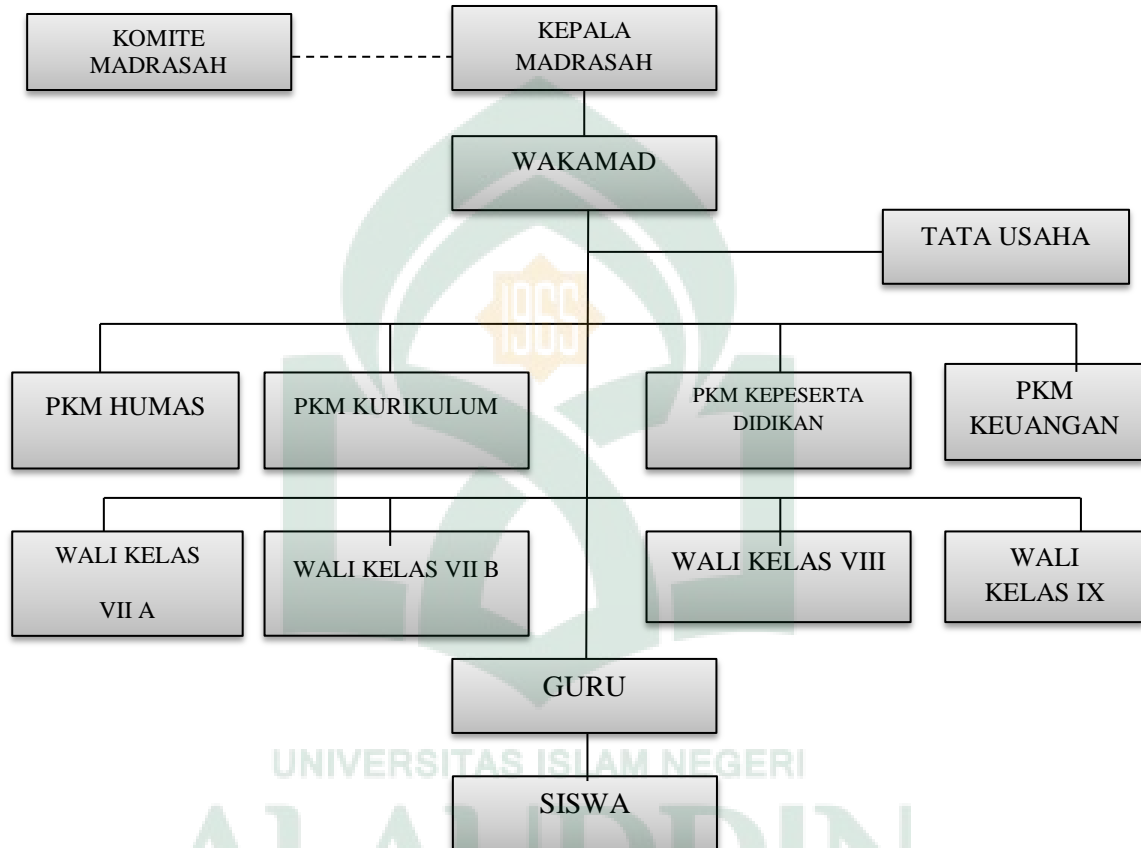 KOMITE
MADRASAH
KEPALA
MADRASAH
WAKAMAD
TATA USAHA
1965
PKM HUMAS
PKM KURIKULUM
PKM KEPESERTA
DIDIKAN
PKM
KEUANGAN
WALI KELAS
VII A
WALI KELAS VII B
WALI KELAS VIII
WALI
KELAS IX
GURU
UNIVERSITAS ISLAM NEGERI
SISWA
ALAUDDIN